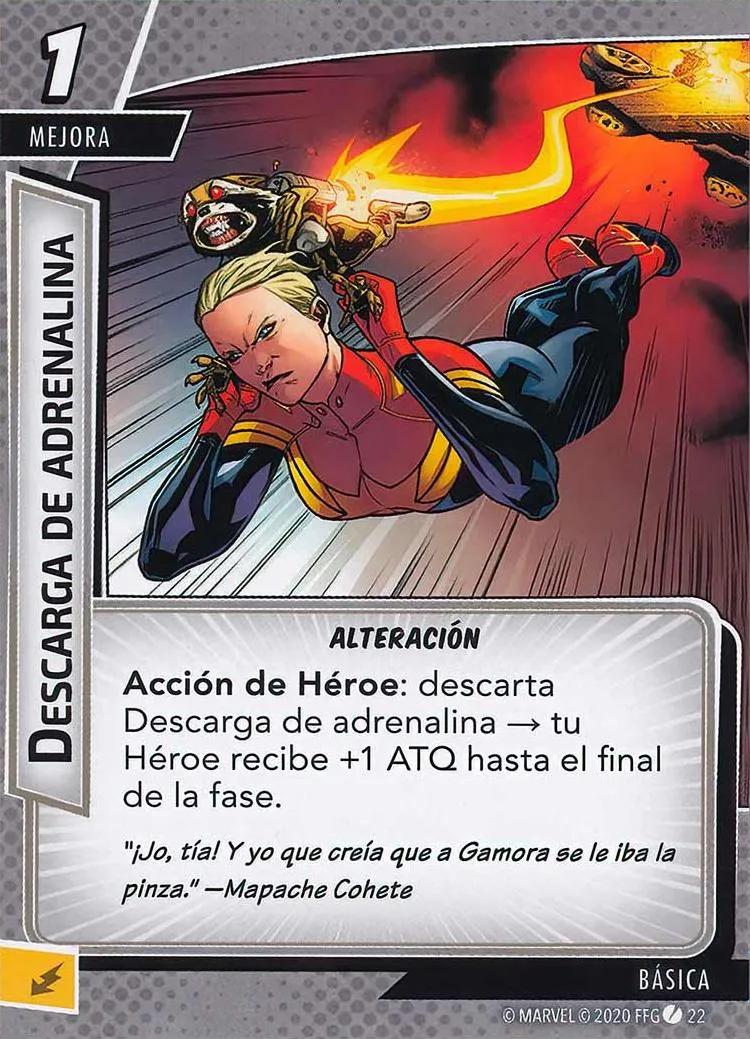 1
MEJORA
DESCARGA DE ADRENALINA
ALTERACIÓN
Acción de Héroe: descarta
Descarga de adrenalina → tu
Héroe recibe +1 ATQ hasta el final
de la fase.
"¡Jo, tía! Y yo que creía que a Gamora se le iba la
pinza." —Mapache Cohete
BÁSICA
© MARVEL © 2020 FFG 22